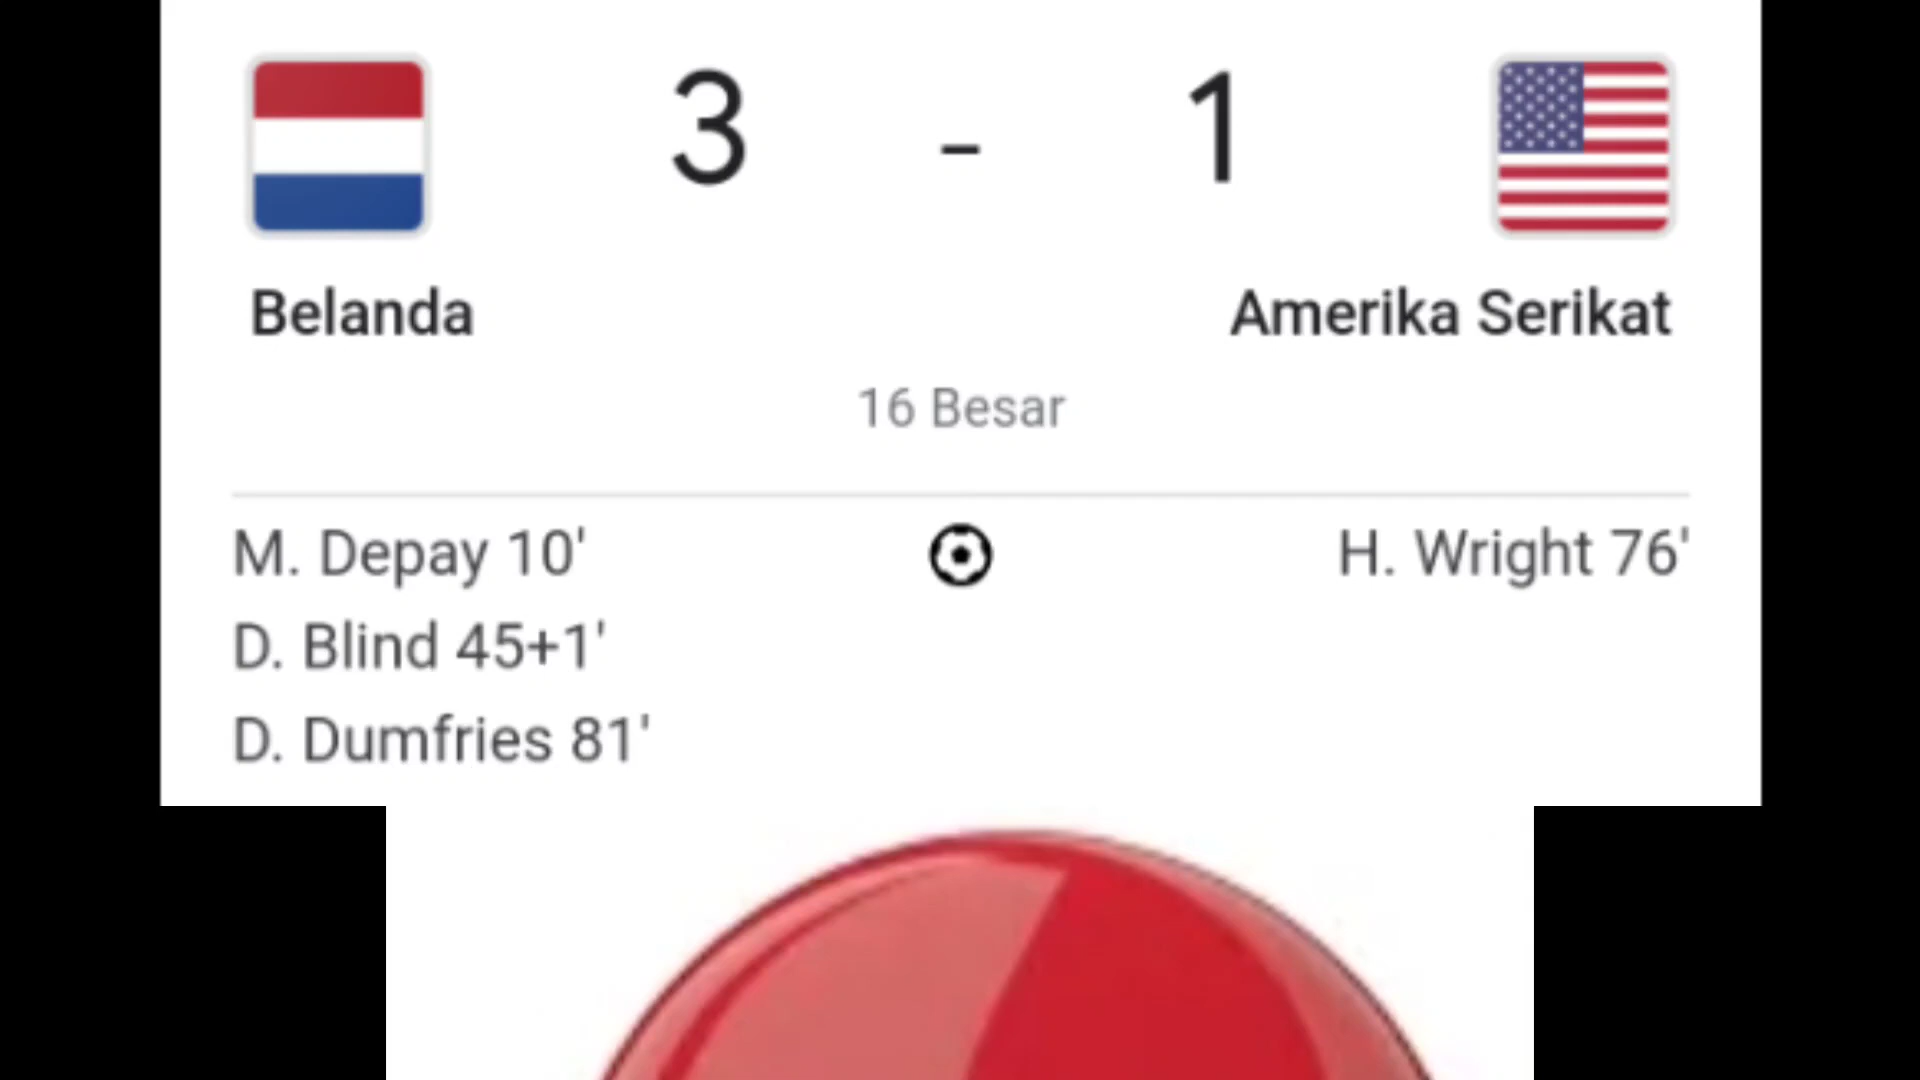 3 - 1
Belanda
Amerika Serikat
16 Besar
M. Depay 10' H. Wright 76'
D. Blind 45+1'
D. Dumfries 81'